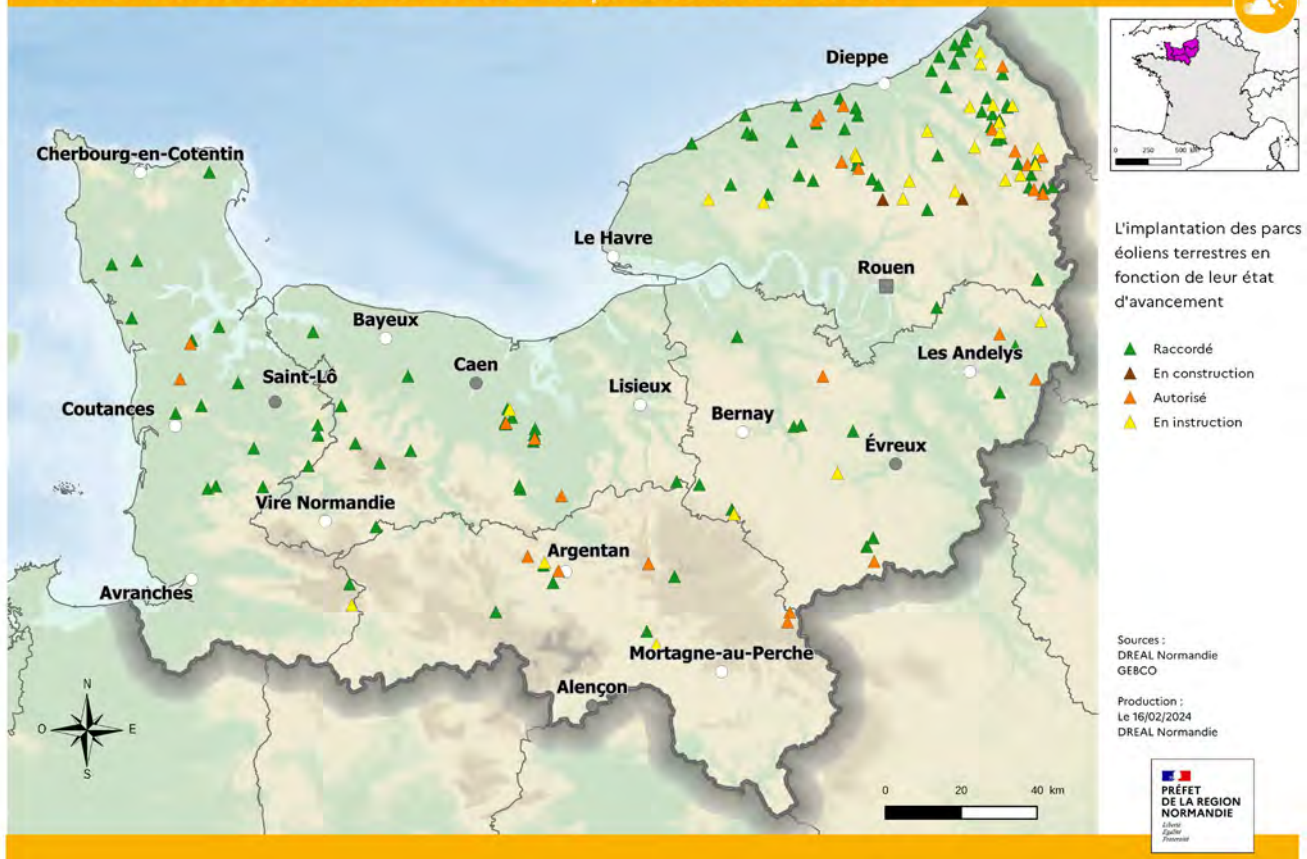 Dieppe
Cherbourg-en-Cotentin
Le Havre
Rouen
Bayeux
Caen
Les Andelys
Saint-Lô
Lisieux
Coutances
Bernay
Évreux
Vire Normandie
Argentan
Avranches
Mortagne-au-Perche
Alençon
N
O
E
S
0 20 40 km
0 250 500 km
L'implantation des parcs
éoliens terrestres en
fonction de leur état
d'avancement
Raccordé
En construction
Autorisé
En instruction
Sources :
DREAL Normandie
GEBCO
Production :
Le 16/02/2024
DREAL Normandie
PRÉFET
DE LA REGION
NORMANDIE
Liberté
Égalité
Fraternité